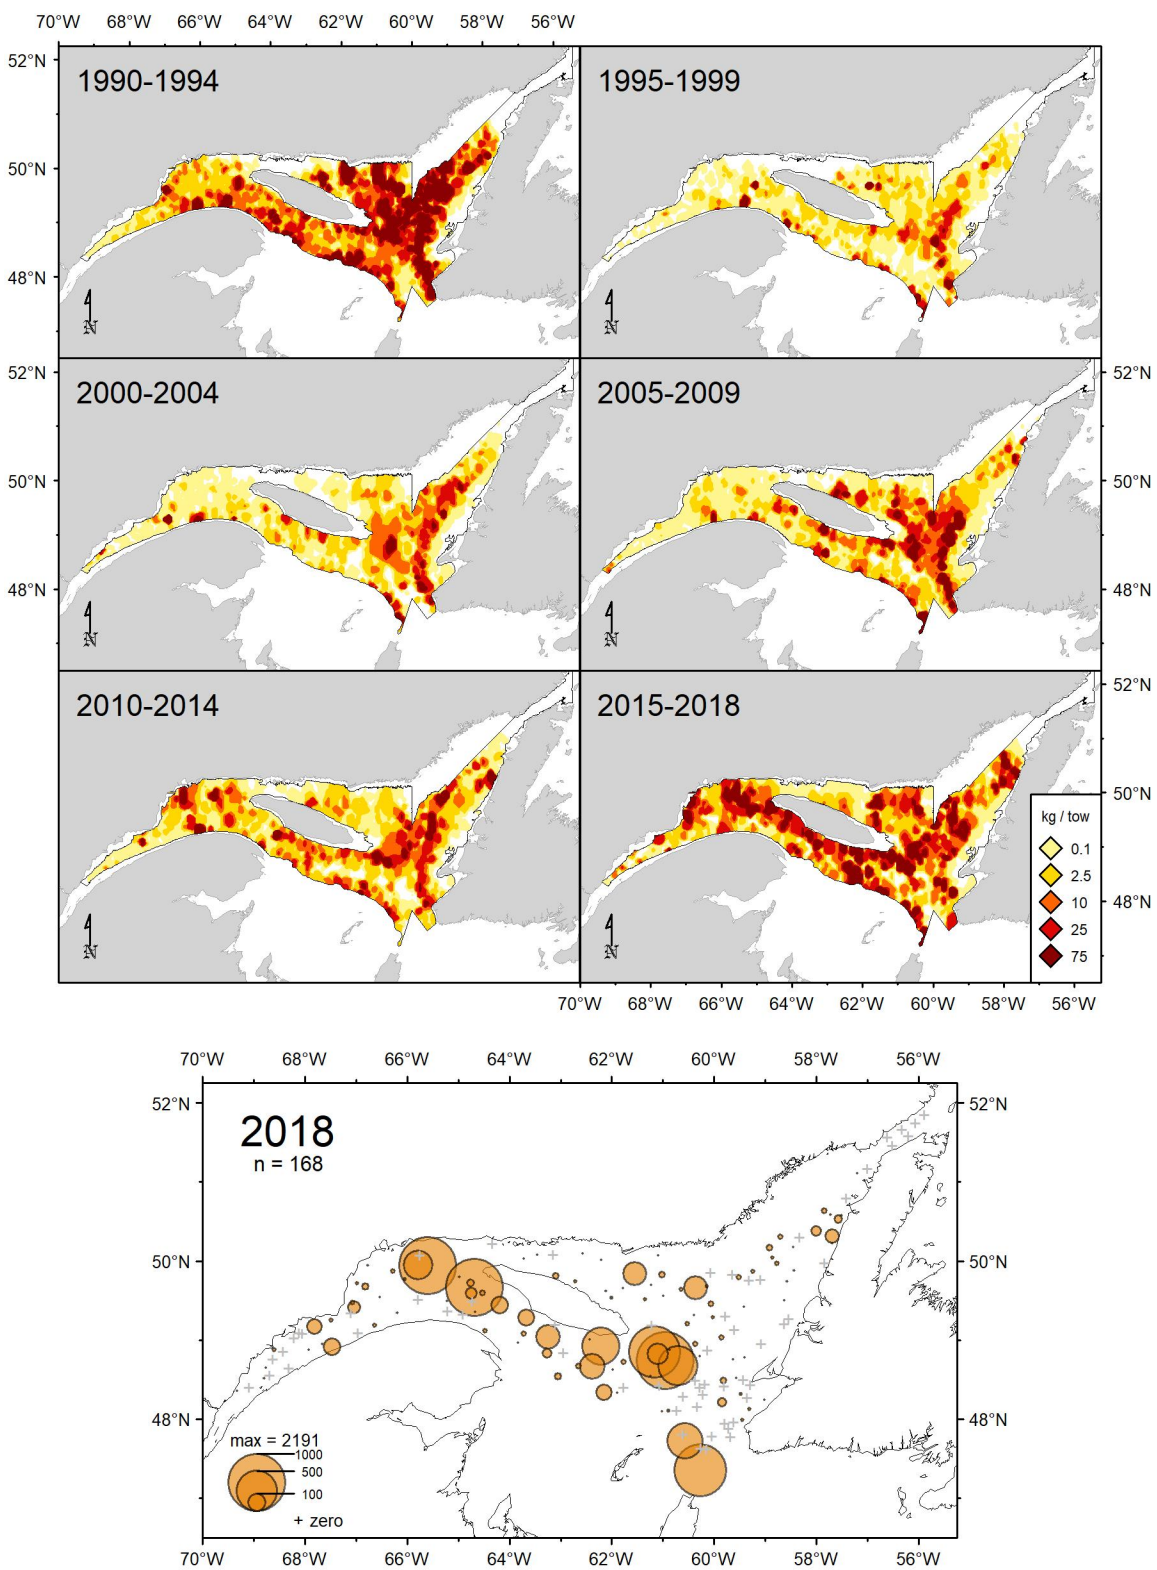 70°W 68°W 66°W 64°W 62°W 60°W 58°W 56°W
52°N
1990-1994
1995-1999
50°N
48°N
N
N
52°N
2000-2004
2005-2009
52°N
50°N
50°N
48°N
48°N
N
N
2010-2014
2015-2018
52°N
50°N
kg / tow
0.1
2.5
10
25
75
48°N
N
N
70°W 68°W 66°W 64°W 62°W 60°W 58°W 56°W
70°W 68°W 66°W 64°W 62°W 60°W 58°W 56°W
52°N
2018
n = 168
52°N
50°N
50°N
48°N
48°N
max = 2191
1000
500
100
+ zero
70°W 68°W 66°W 64°W 62°W 60°W 58°W 56°W